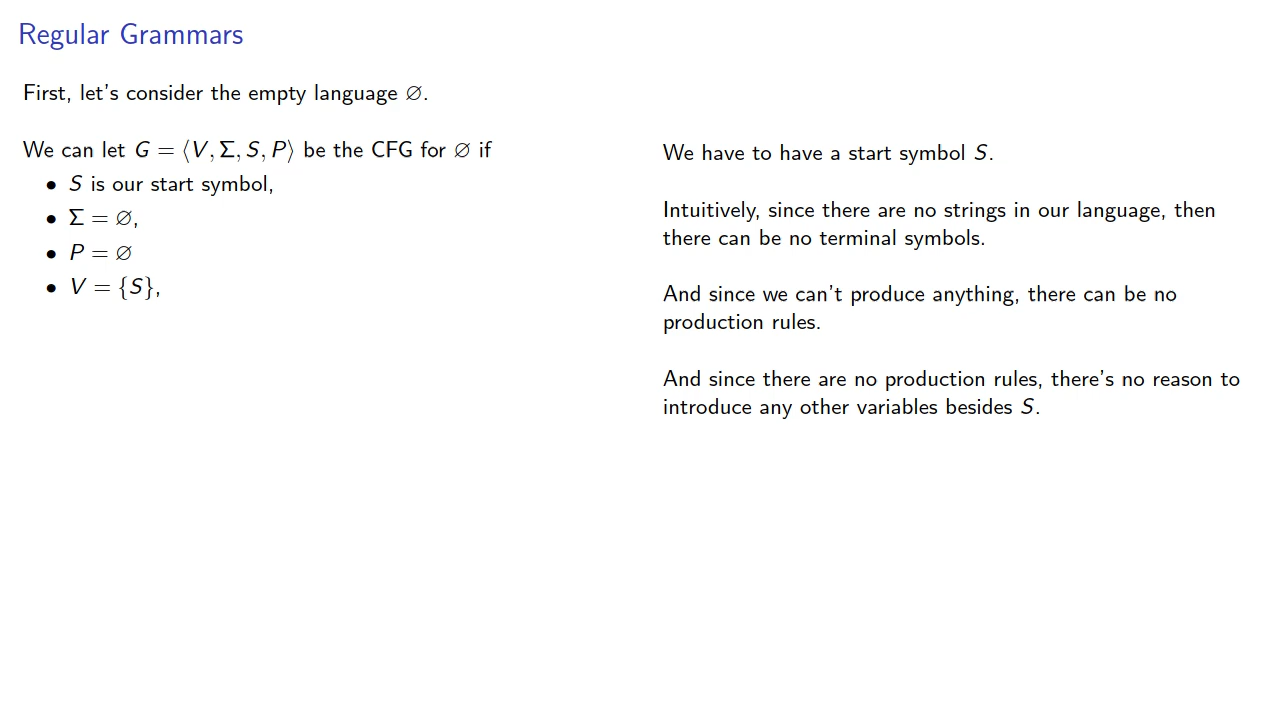 Regular Grammars
First, let's consider the empty language ∅.
We can let G = ⟨V, Σ, S, P⟩ be the CFG for ∅ if
• S is our start symbol,
• Σ = ∅,
• P = ∅
• V = {S},
We have to have a start symbol S.
Intuitively, since there are no strings in our language, then
there can be no terminal symbols.
And since we can't produce anything, there can be no
production rules.
And since there are no production rules, there's no reason to
introduce any other variables besides S.